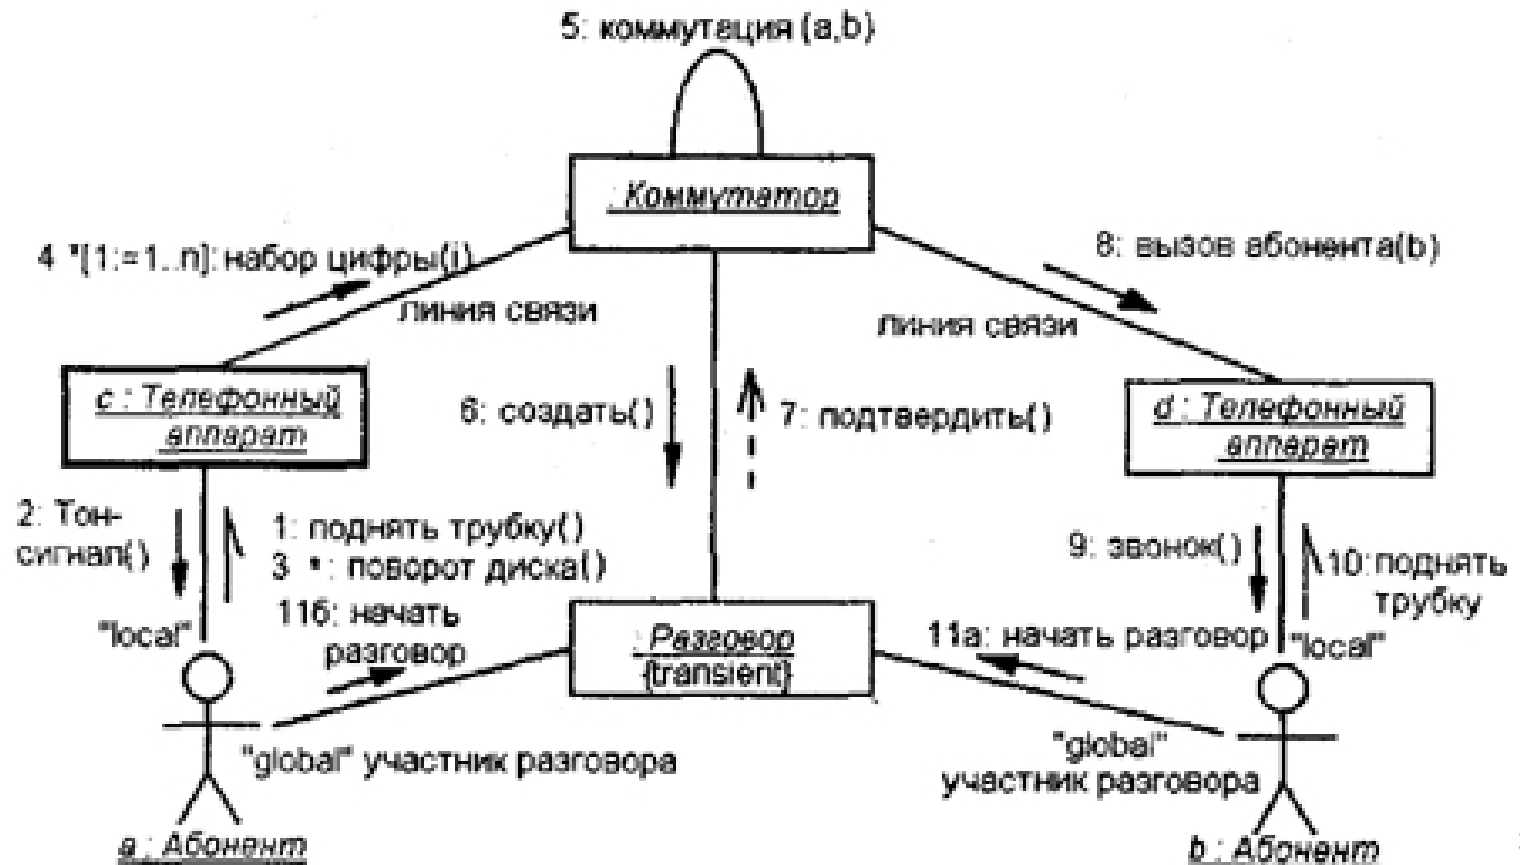 5: коммутация (a,b)
: Коммутатор
4 *[1:=1..n]: набор цифры(i)
8: вызов абонента(b)
линия связи
линия связи
c : Телефонный
аппарат
d : Телефонный
аппарат
6: создать()
7: подтвердить()
2: Тон-
сигнал()
1: поднять трубку()
3 *: поворот диска()
9: звонок()
10: поднять
трубку
11б: начать
разговор
"local"
: Разговор
{transient}
11a: начать разговор
"local"
"global" участник разговора
"global"
участник разговора
a : Абонент
b : Абонент